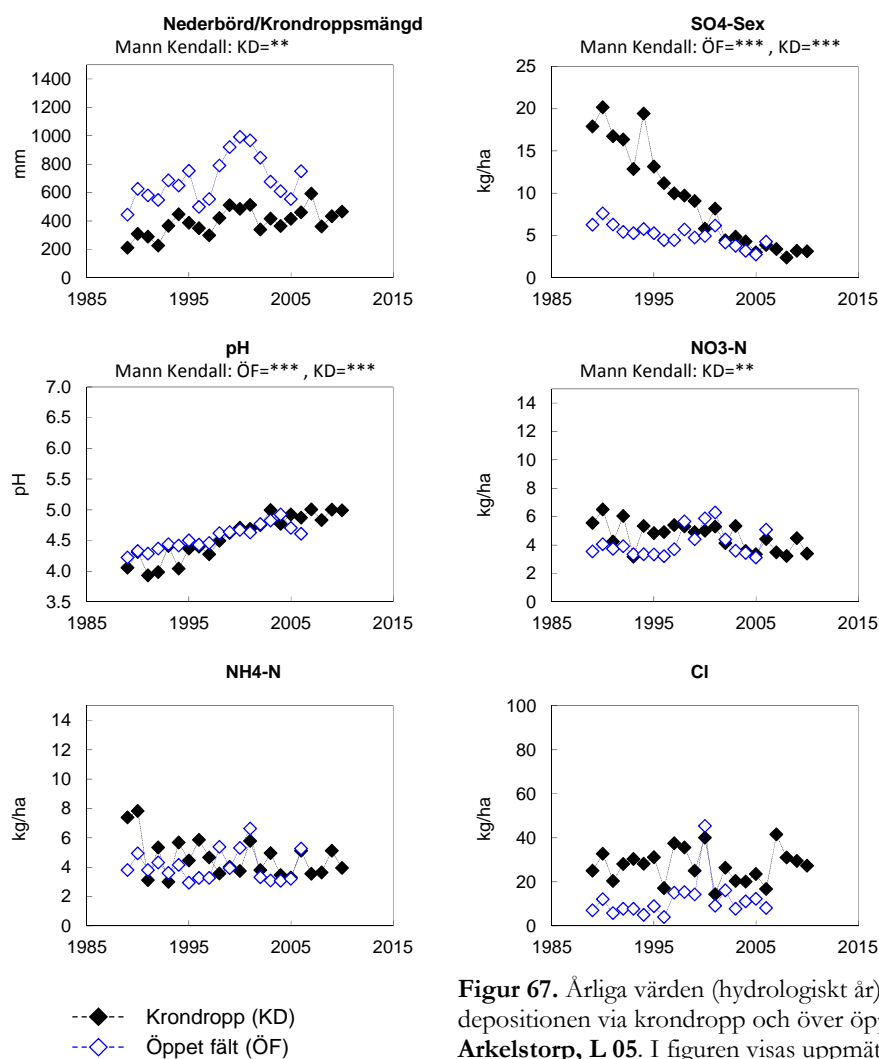 Nederbörd/Krondroppsmängd
Mann Kendall: KD=**
mm
1400
1200
1000
800
600
400
200
0
1985 1995 2005 2015
SO4-Sex
Mann Kendall: ÖF=*** , KD=***
kg/ha
25
20
15
10
5
0
1985 1995 2005 2015
pH
Mann Kendall: ÖF=*** , KD=***
pH
7.0
6.5
6.0
5.5
5.0
4.5
4.0
3.5
1985 1995 2005 2015
NO3-N
Mann Kendall: KD=**
kg/ha
14
12
10
8
6
4
2
0
1985 1995 2005 2015
NH4-N
kg/ha
14
12
10
8
6
4
2
0
1985 1995 2005 2015
Cl
kg/ha
100
80
60
40
20
0
1985 1995 2005 2015
Krondropp (KD)
Öppet fält (ÖF)
Figur 67. Årliga värden (hydrologiskt år)
depositionen via krondropp och över öp
Arkelstorp, L 05. I figuren visas uppmät